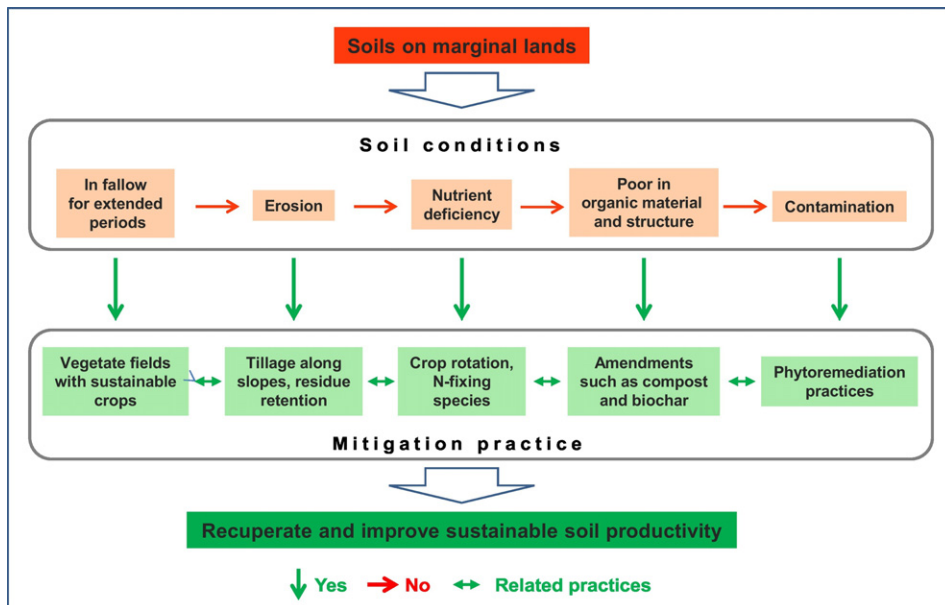 Soils on marginal lands
Soil conditions
In fallow
for extended
periods
Erosion
Nutrient
deficiency
Poor in
organic material
and structure
Contamination
Vegetate fields
with sustainable
crops
Tillage along
slopes, residue
retention
Crop rotation,
N-fixing
species
Amendments
such as compost
and biochar
Phytoremediation
practices
Mitigation practice
Recuperate and improve sustainable soil productivity
Yes
No
Related practices